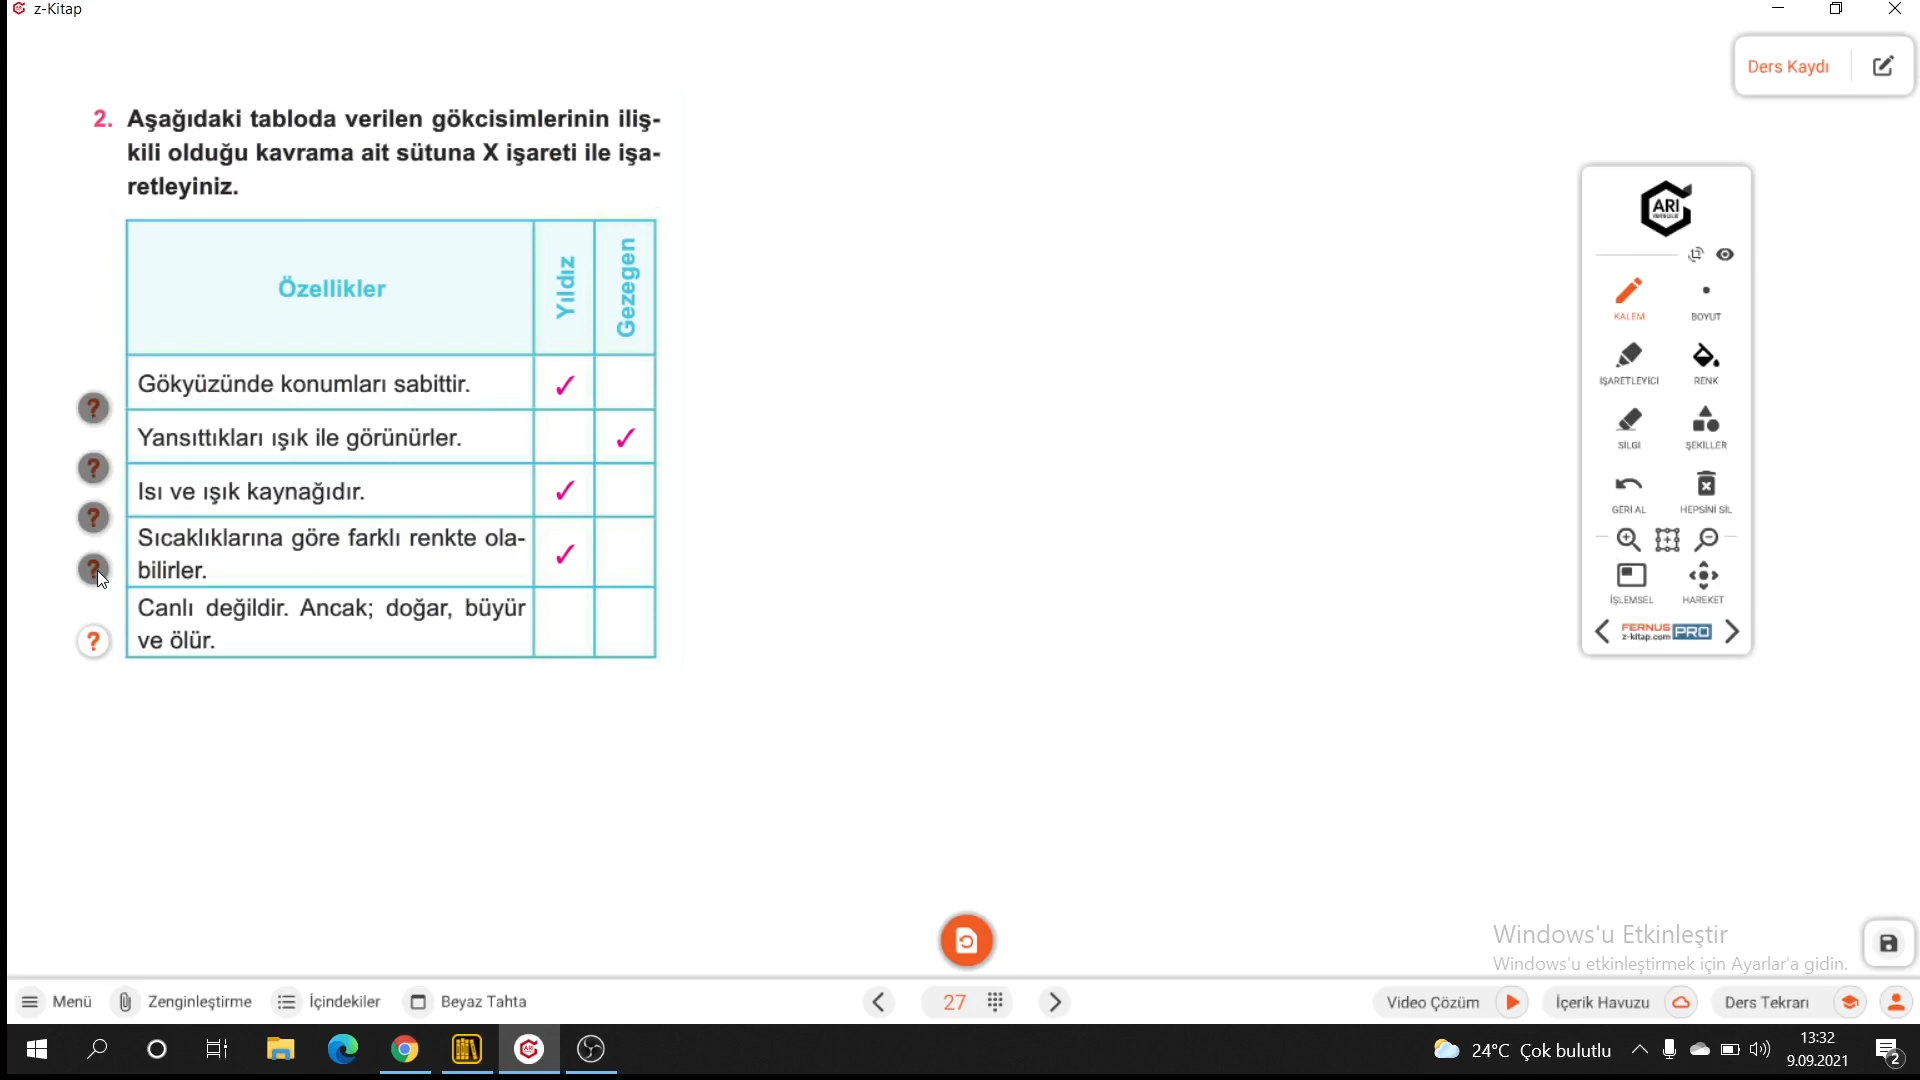 z-Kitap
Ders Kaydı
2. Aşağıdaki tabloda verilen gökcisimlerinin iliş-
kili olduğu kavrama ait sütuna X işareti ile işa-
retleyiniz.
Özellikler
Yıldız
Gezegen
Gökyüzünde konumları sabittir.
✓
Yansıttıkları ışık ile görünürler.
✓
Isı ve ışık kaynağıdır.
✓
Sıcaklıklarına göre farklı renkte ola-
bilirler.
✓
Canlı değildir. Ancak; doğar, büyür
ve ölür.
?
?
?
?
?
ARI
YAYINCILIK
KALEM
BOYUT
İŞARETLEYİCİ
RENK
SİLGİ
ŞEKİLLER
GERİ AL
HEPSİNİ SİL
İŞLEMSEL
HAREKET
FERNUS
z-kitap.com PRO
Windows'u Etkinleştir
Windows'u etkinleştirmek için Ayarlar'a gidin.
Menü
Zenginleştirme
İçindekiler
Beyaz Tahta
27
Video Çözüm
İçerik Havuzu
Ders Tekrarı
24°C Çok bulutlu
13:32
9.09.2021
2